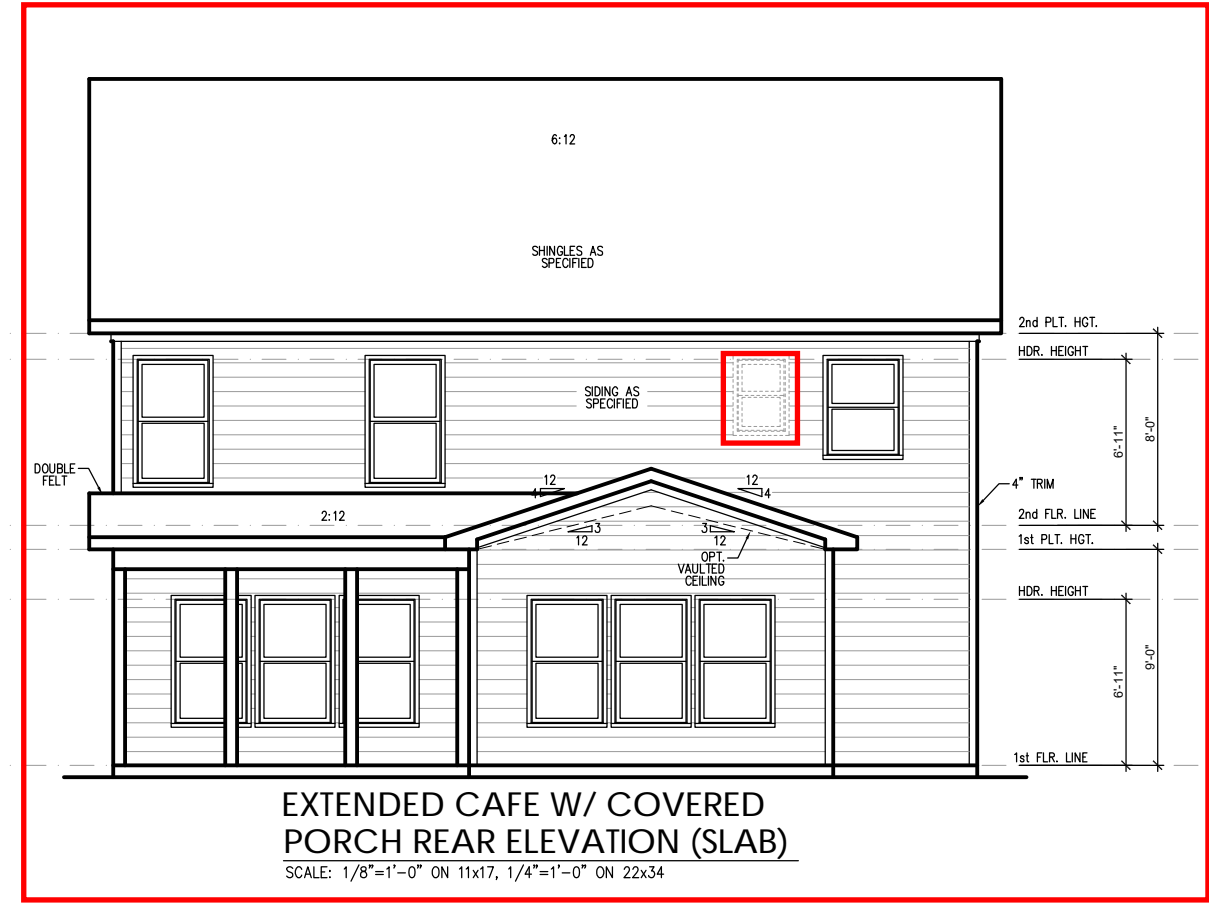 6:12
SHINGLES AS
SPECIFIED
2nd PLT. HGT.
HDR. HEIGHT
SIDING AS
SPECIFIED
6'-11"
8'-0"
DOUBLE
FELT
12
4
12
4
4" TRIM
2:12
2nd FLR. LINE
3
12
3
12
1st PLT. HGT.
OPT.
VAULTED
CEILING
HDR. HEIGHT
6'-11"
9'-0"
1st FLR. LINE
EXTENDED CAFE W/ COVERED
PORCH REAR ELEVATION (SLAB)
SCALE: 1/8"=1'-0" ON 11x17, 1/4"=1'-0" ON 22x34